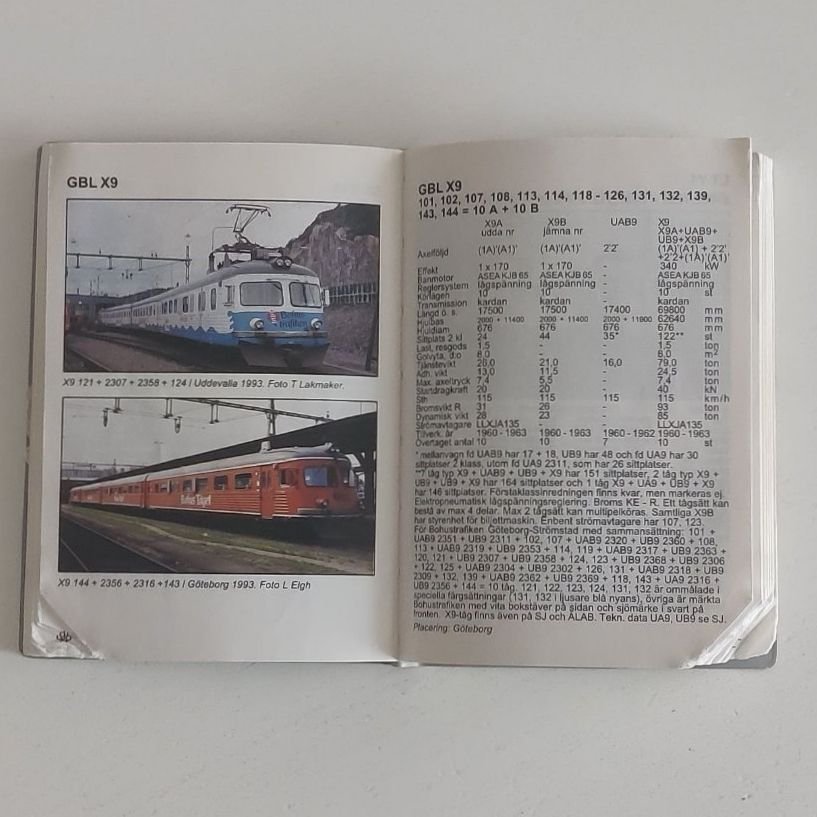 GBL X9
Bohus
trafiken
X9 121 + 2307 + 2358 + 124 i Uddevalla 1993. Foto T Lakmaker.
Bohus Tåget
X9 144 + 2356 + 2316 +143 i Göteborg 1993. Foto L Elgh
GBL X9
101, 102, 107, 108, 113, 114, 118 - 126, 131, 132, 139,
143, 144 = 10 A + 10 B
X9A X9B UAB9 X9
udda nr jämna nr X9A+UAB9+
UB9+X9B
Axelföljd (1A)'(A1)' (1A)'(A1)' 2'2' (1A)'(A1) + 2'2'
+2'2+(1A)'(A1)'
Effekt 1 x 170 1 x 170 - 340 kW
Banmotor ASEA KJB 65 ASEA KJB 65 - ASEA KJB 65
Reglersystem lågspänning lågspänning - lågspänning
Körlägen 10 10 - 10 st
Transmission kardan kardan - kardan
Längd ö. s. 17500 17500 17400 69800 mm
Hjulbas 2000 + 11400 2000 + 11400 2000 + 11900 62640 mm
Hjuldiam 676 676 676 676 mm
Sittplats 2 kl 24 44 35* 122** st
Last, resgods 1,5 - - 1,5 ton
Golvyta, d:o 8,0 - - 8,0 m²
Tjänstevikt 26,0 21,0 16,0 79,0 ton
Adh. vikt 13,0 11,5 - 24,5 ton
Max. axeltryck 7,4 5,5 - 7,4 ton
Startdragkraft 20 20 - 40 kN
Sth 115 115 115 115 km/h
Bromsvikt R 31 26 - 93 ton
Dynamisk vikt 28 23 - 85 ton
Strömavtagare LLXJA135 - - LLXJA135
Tillverk. år 1960 - 1963 1960 - 1963 1960 - 1962 1960 - 1963
Övertaget antal 10 10 7 10 st
* mellanvagn fd UAB9 har 17 + 18, UB9 har 48 och fd UA9 har 30
sittplatser 2 klass, utom fd UA9 2311, som har 26 sittplatser.
**7 tåg typ X9 + UAB9 + UB9 + X9 har 151 sittplatser, 2 tåg typ X9 +
UB9 + UB9 + X9 har 164 sittplatser och 1 tåg X9 + UA9 + UB9 + X9
har 146 sittplatser. Förstaklassinredningen finns kvar, men markeras ej.
Elektropneumatisk lågspänningsreglering. Broms KE - R. Ett tågsätt kan
bestå av max 4 delar. Max 2 tågsätt kan multipelköras. Samtliga X9B
har styrenhet för biljettmaskin. Enbent strömavtagare har 107, 123.
För Bohustrafiken Göteborg-Strömstad med sammansättning: 101 +
UAB9 2351 + UB9 2311 + 102, 107 + UAB9 2320 + UB9 2360 + 108,
113 + UAB9 2319 + UB9 2353 + 114, 119 + UAB9 2317 + UB9 2363 +
120, 121 + UB9 2307 + UB9 2358 + 124, 123 + UB9 2368 + UB9 2306
+ 122, 125 + UAB9 2304 + UB9 2302 + 126, 131 + UAB9 2318 + UB9
2309 + 132, 139 + UAB9 2362 + UB9 2369 + 118, 143 + UA9 2316 +
UB9 2356 + 144 = 10 tåg. 121, 122, 123, 124, 131, 132 är ommålade i
speciella färgsättningar (131, 132 i ljusare blå nyans), övriga är märkta
Bohustrafiken med vita bokstäver på sidan och sjömärke i svart på
fronten. X9-tåg finns även på SJ och ÄLAB. Tekn. data UA9, UB9 se SJ.
Placering: Göteborg